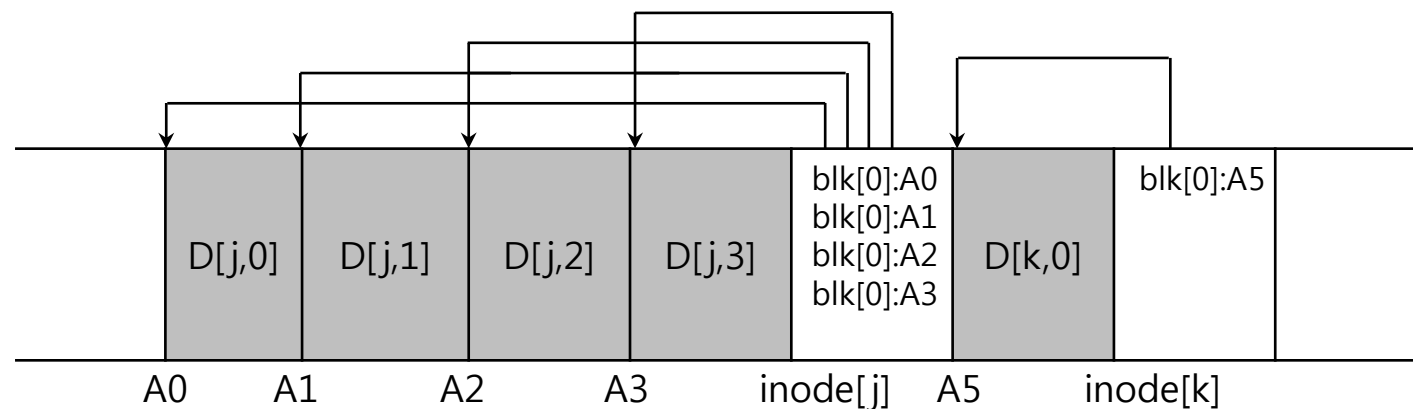 blk[0]:A0
blk[0]:A5
blk[0]:A1
D[j,0] D[j,1] D[j,2] D[j,3] blk[0]:A2 D[k,0]
blk[0]:A3
A0 A1 A2 A3 inode[j] A5 inode[k]